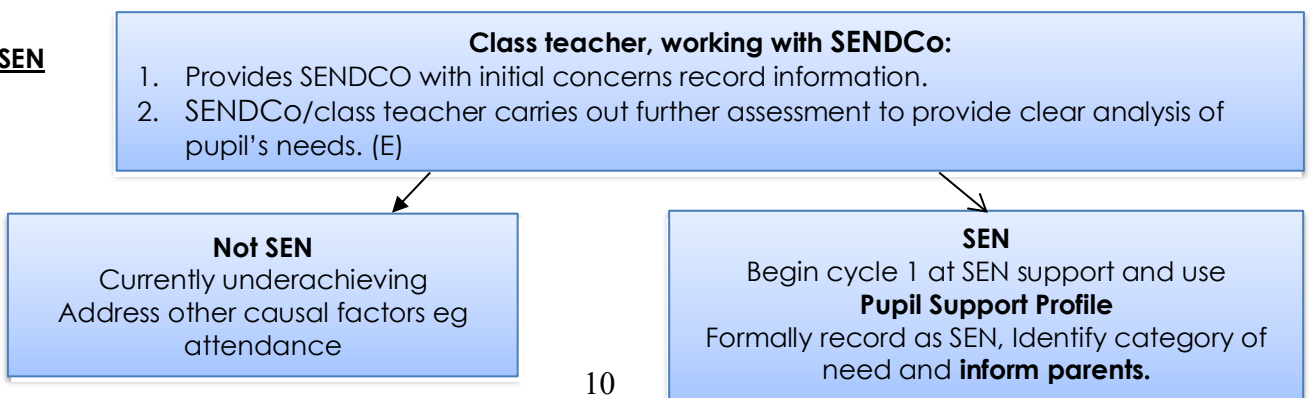 SEN
Class teacher, working with SENDCo:
1. Provides SENDCO with initial concerns record information.
2. SENDCo/class teacher carries out further assessment to provide clear analysis of
pupil's needs. (E)
Not SEN
Currently underachieving
Address other causal factors eg
attendance
SEN
Begin cycle 1 at SEN support and use
Pupil Support Profile
Formally record as SEN, Identify category of
need and inform parents.
10